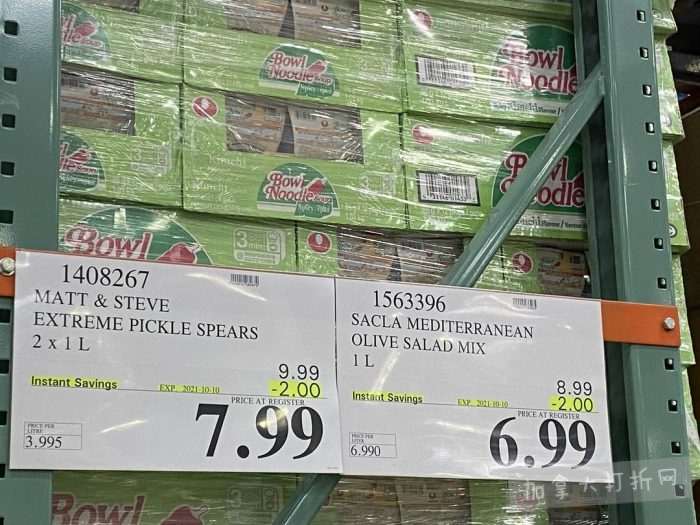 Bowl
Noodle
Bowl
Noodle
Bowl
Noodle
Bowl
Noodle
Bowl
3min
1408267
MATT & STEVE
EXTREME PICKLE SPEARS
2 x 1 L
9.99
Instant Savings EXP. 2021-10-10 -2.00
PRICE AT REGISTER
PRICE PER
LITRE
3.995
7.99
1563396
SACLA MEDITERRANEAN
OLIVE SALAD MIX
1 L
8.99
Instant Savings EXP. 2021-10-10 -2.00
PRICE AT REGISTER
PRICE PER
LITRE
6.990
6.99
Bowl
加拿大打折网